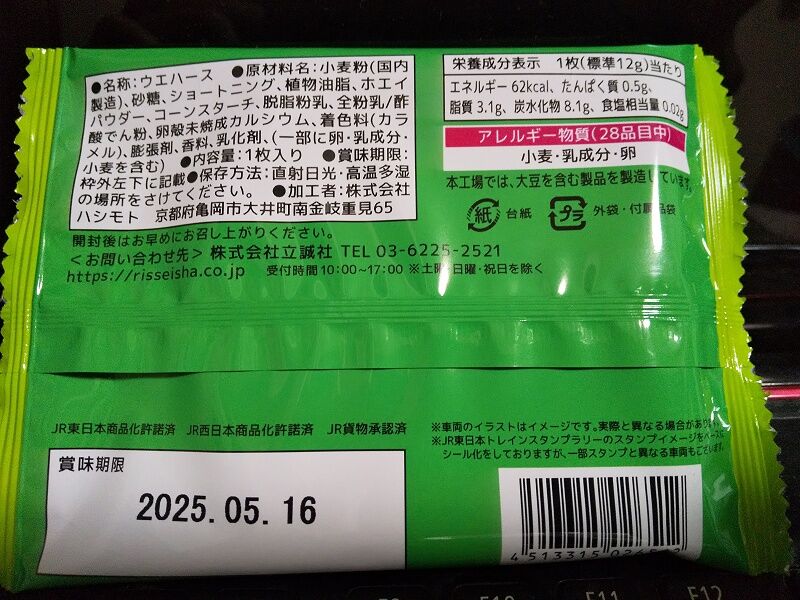 ●名称:ウエハース ●原材料名:小麦粉(国内
製造)、砂糖、ショートニング、植物油脂、ホエイ
パウダー、コーンスターチ、脱脂粉乳、全粉乳/酢
酸でん粉、卵殻未焼成カルシウム、着色料(カラ
メル)、膨張剤、香料、乳化剤、(一部に卵・乳成分・
小麦を含む) ●内容量:1枚入り ●賞味期限:
枠外左下に記載●保存方法:直射日光・高温多湿
の場所をさけてください。 ●加工者:株式会社
ハシモト 京都府亀岡市大井町南金岐重見65
開封後はお早めにお召し上がりください。
<お問い合わせ先> 株式会社立誠社 TEL 03-6225-2521
https://risseisha.co.jp 受付時間10:00~17:00 ※土曜・日曜・祝日を除く
栄養成分表示 1枚(標準12g)当たり
エネルギー 62kcal、たんぱく質 0.5g、
脂質 3.1g、炭水化物 8.1g、食塩相当量 0.02g
アレルギー物質(28品目中)
小麦・乳成分・卵
本工場では、大豆を含む製品を製造しています。
紙 台紙 プラ 外袋・付属品袋
JR東日本商品化許諾済 JR西日本商品化許諾済 JR貨物承認済
※車両のイラストはイメージです。実際と異なる場合があり
※JR東日本トレインスタンプラリーのスタンプイメージをベースに
シール化をしておりますが、一部スタンプと異なる車両もございます。
賞味期限
2025.05.16
4 513315
F10 F11 F12